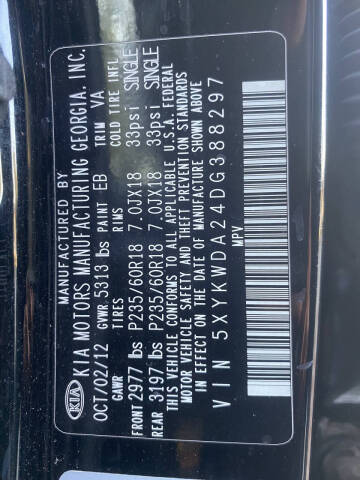 MANUFACTURED BY
KIA MOTORS MANUFACTURING GEORGIA, INC.
KIA
OCT/02/12 GVWR 5313 lbs PAINT EB TRIM VA
GAWR TIRES RIMS COLD TIRE INFL
FRONT 2977 lbs P235/60R18 7.0JX18 33psi SINGLE
REAR 3197 lbs P235/60R18 7.0JX18 33psi SINGLE
THIS VEHICLE CONFORMS TO ALL APPLICABLE U.S.A. FEDERAL
MOTOR VEHICLE SAFETY AND THEFT PREVENTION STANDARDS
IN EFFECT ON THE DATE OF MANUFACTURE SHOWN ABOVE
VIN 5XYKWDA24DG388297
MPV